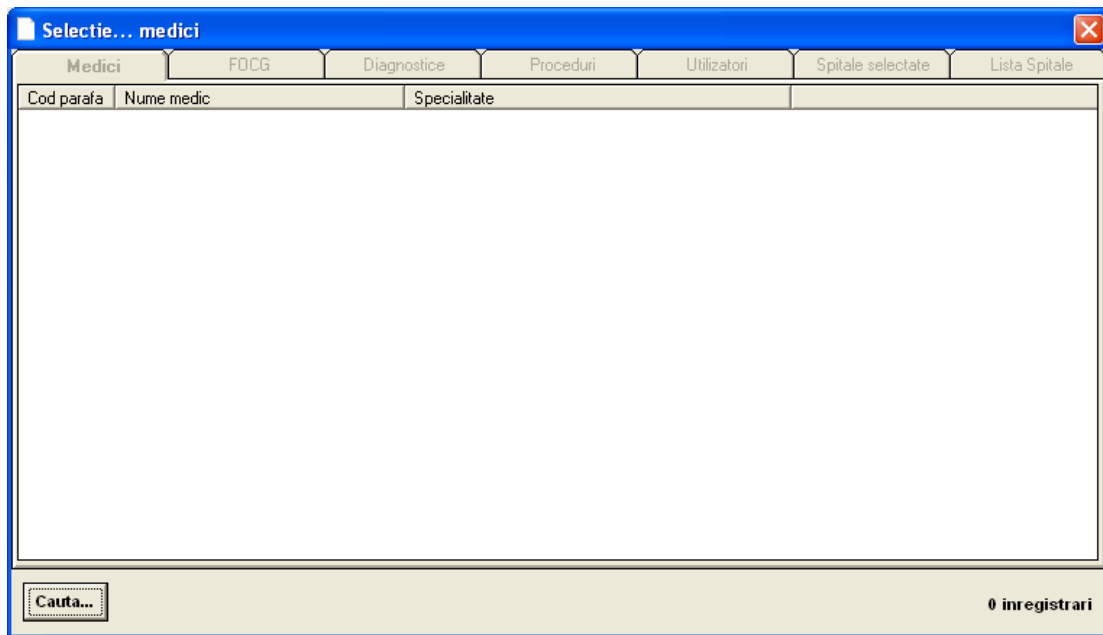 Selectie... medici
Medici FOCG Diagnostice Proceduri Utilizatori Spitale selectate Lista Spitale
Cod parafa Nume medic Specialitate
Cauta... 0 inregistrari